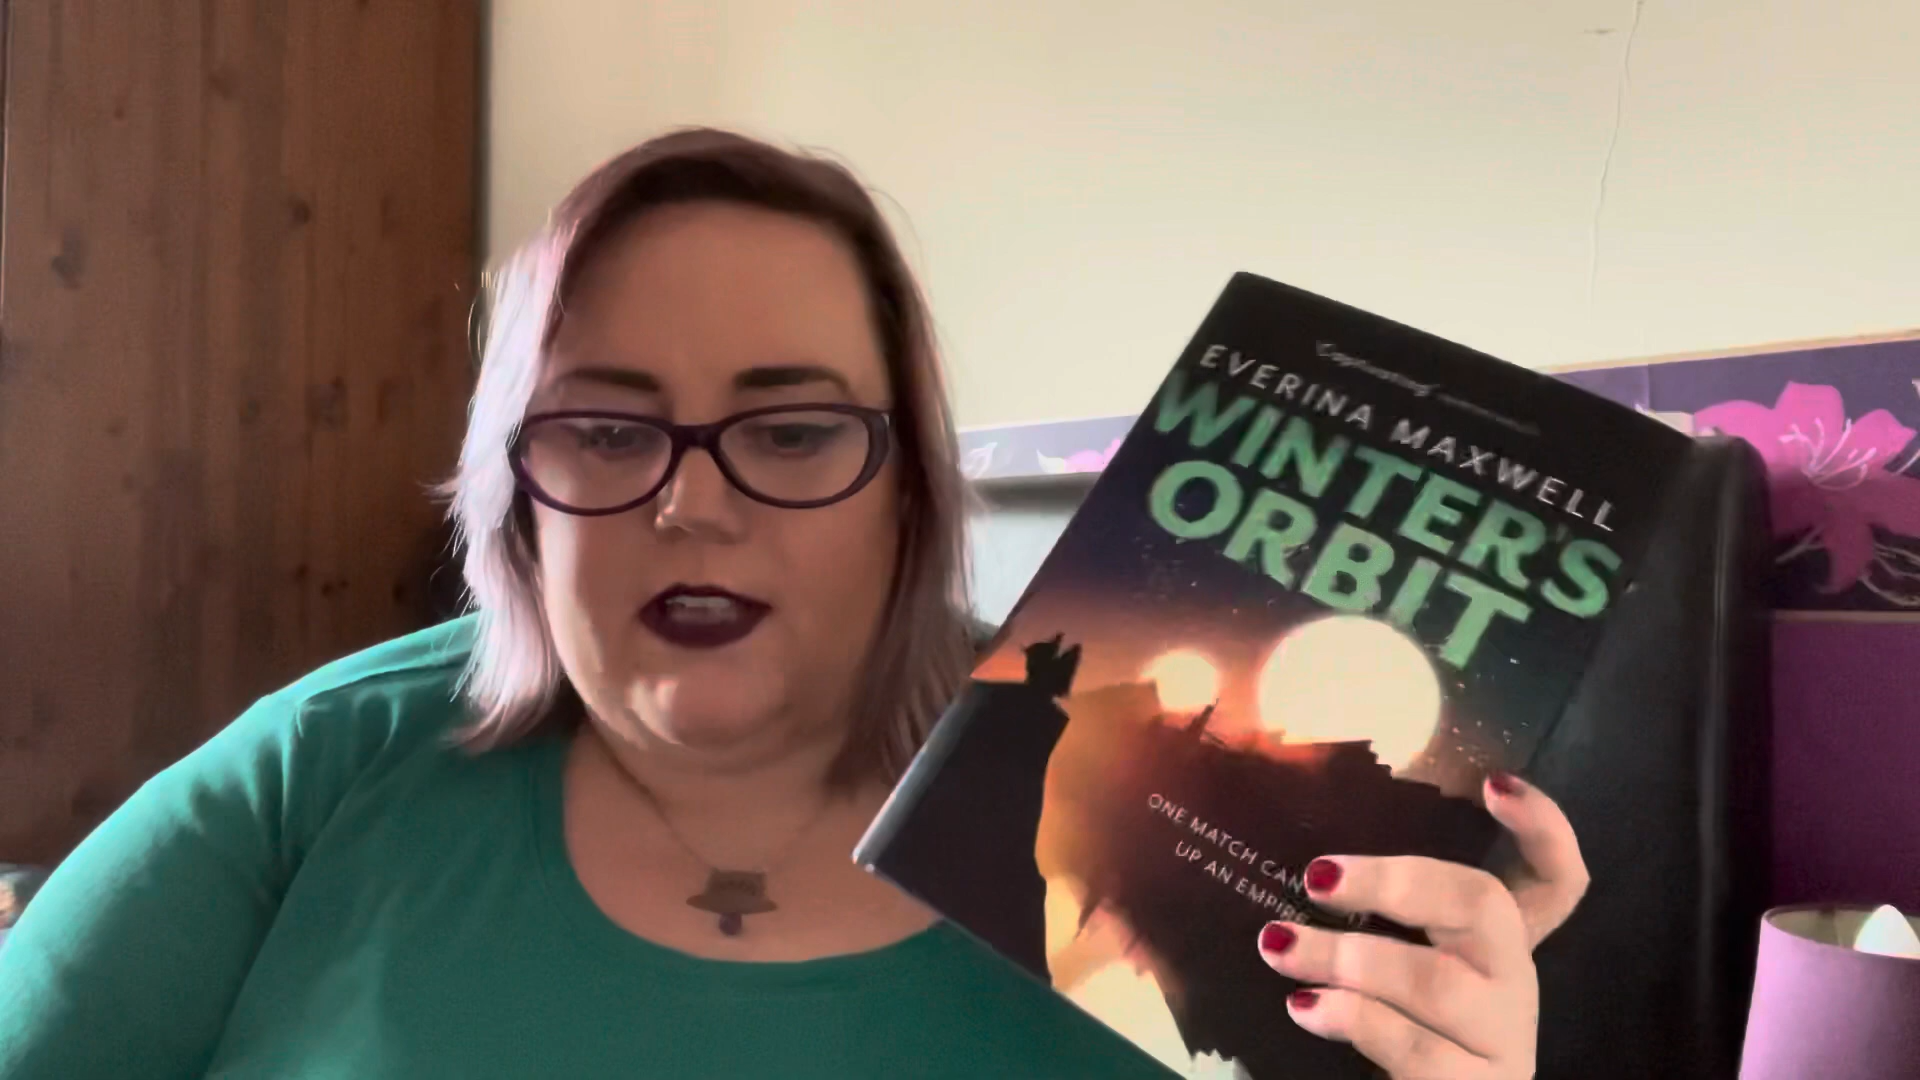 EVERINA MAXWELL
WINTER'S
ORBIT
ONE MATCH CAN
UP AN EMPIRE